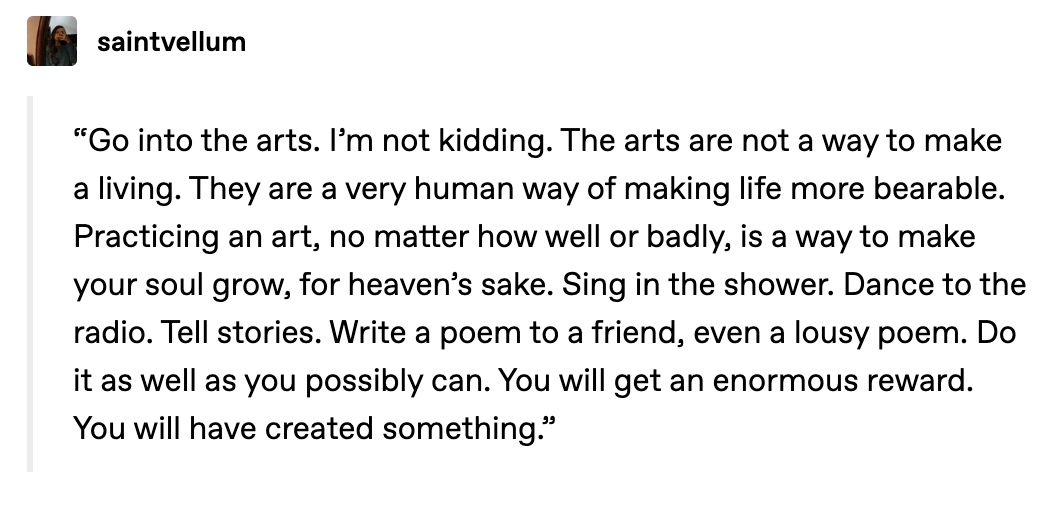 saintvellum
“Go into the arts. I’m not kidding. The arts are not a way to make
a living. They are a very human way of making life more bearable.
Practicing an art, no matter how well or badly, is a way to make
your soul grow, for heaven’s sake. Sing in the shower. Dance to the
radio. Tell stories. Write a poem to a friend, even a lousy poem. Do
it as well as you possibly can. You will get an enormous reward.
You will have created something.”